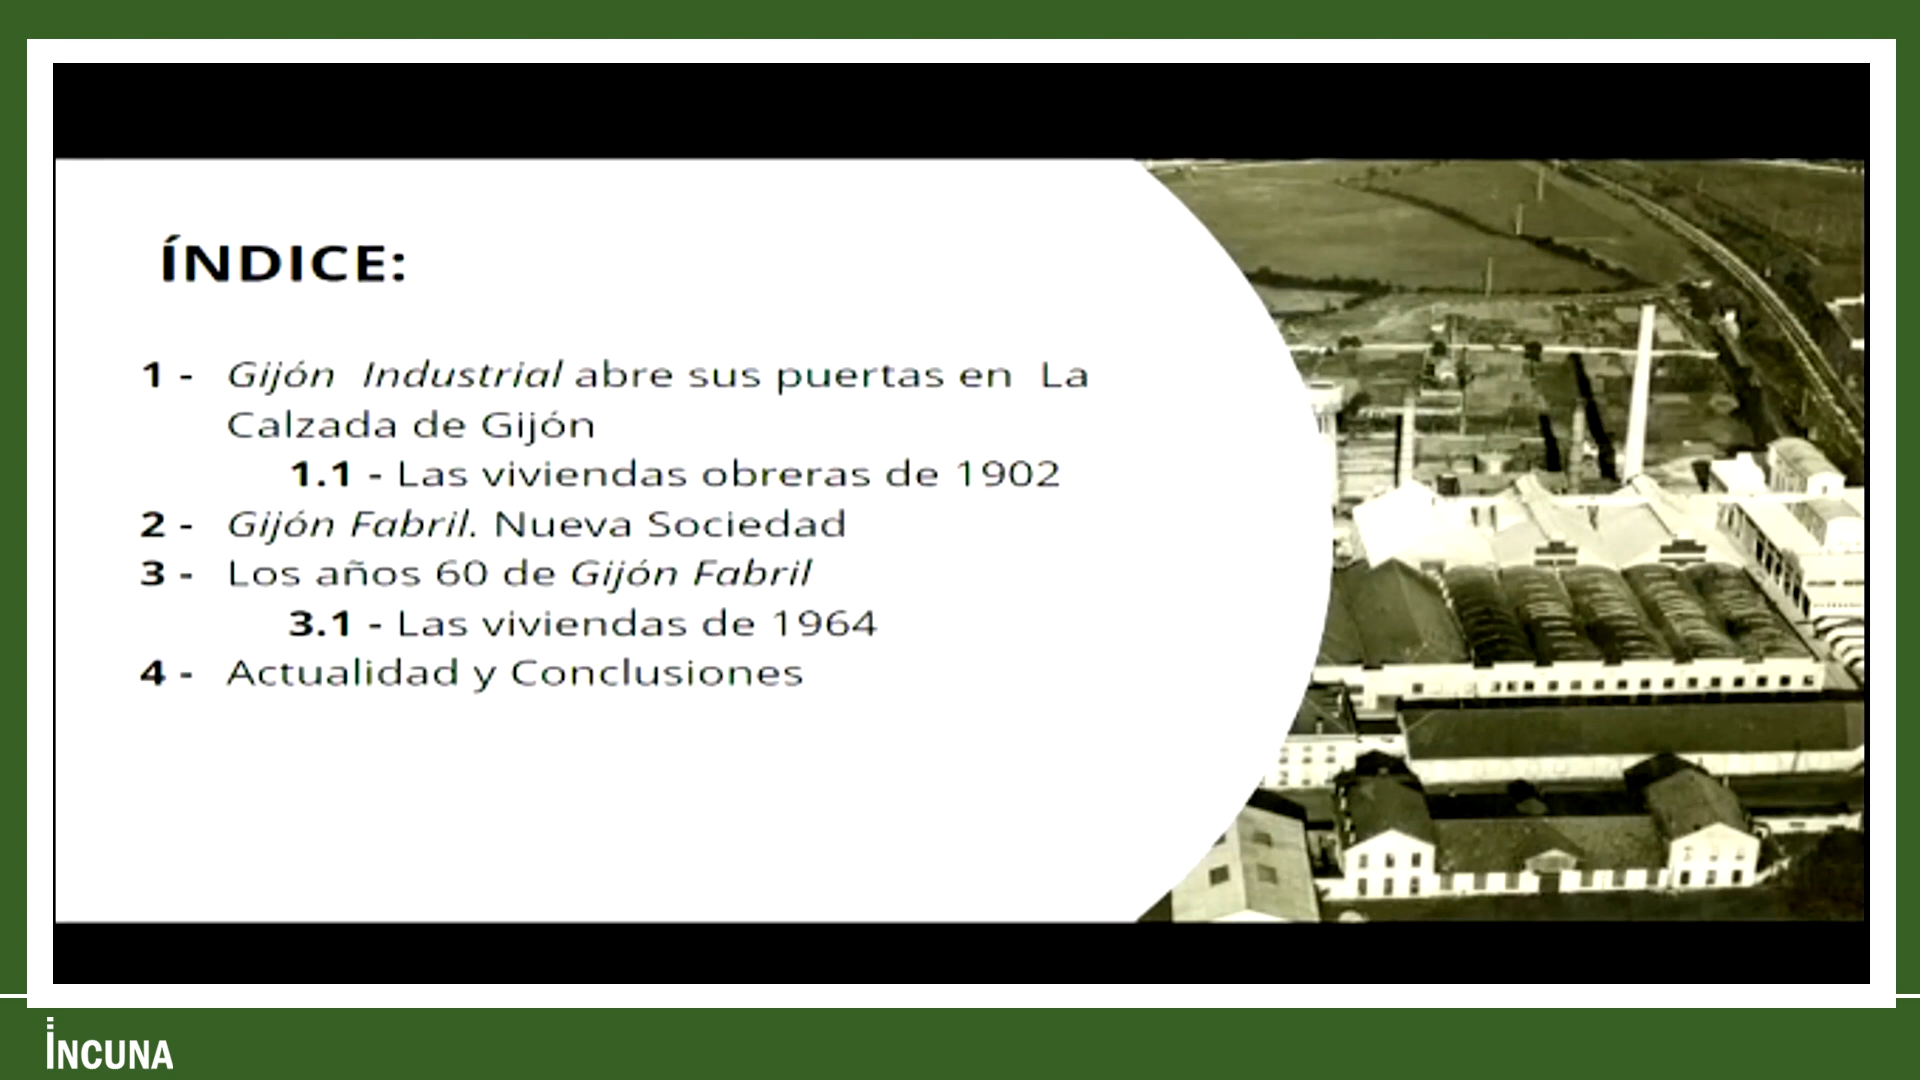 ÍNDICE:
1 - Gijón Industrial abre sus puertas en La
Calzada de Gijón
1.1 - Las viviendas obreras de 1902
2 - Gijón Fabril. Nueva Sociedad
3 - Los años 60 de Gijón Fabril
3.1 - Las viviendas de 1964
4 - Actualidad y Conclusiones
INCUNA